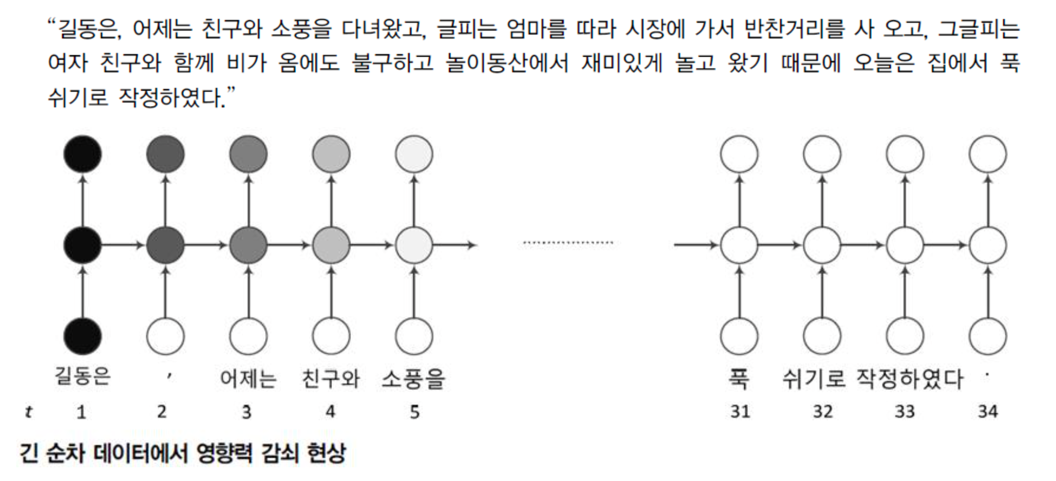 “길동은, 어제는 친구와 소풍을 다녀왔고, 글피는 엄마를 따라 시장에 가서 반찬거리를 사 오고, 그글피는
여자 친구와 함께 비가 옴에도 불구하고 놀이동산에서 재미있게 놀고 왔기 때문에 오늘은 집에서 푹
쉬기로 작정하였다.”
길동은 , 어제는 친구와 소풍을 푹 쉬기로 작정하였다 .
t 1 2 3 4 5 31 32 33 34
긴 순차 데이터에서 영향력 감쇠 현상